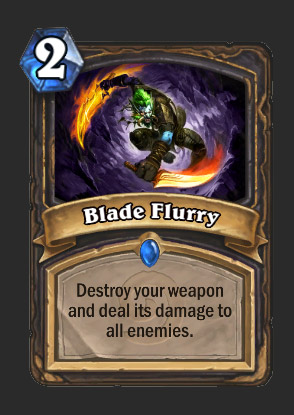 2
Blade Flurry
Destroy your weapon
and deal its damage to
all enemies.